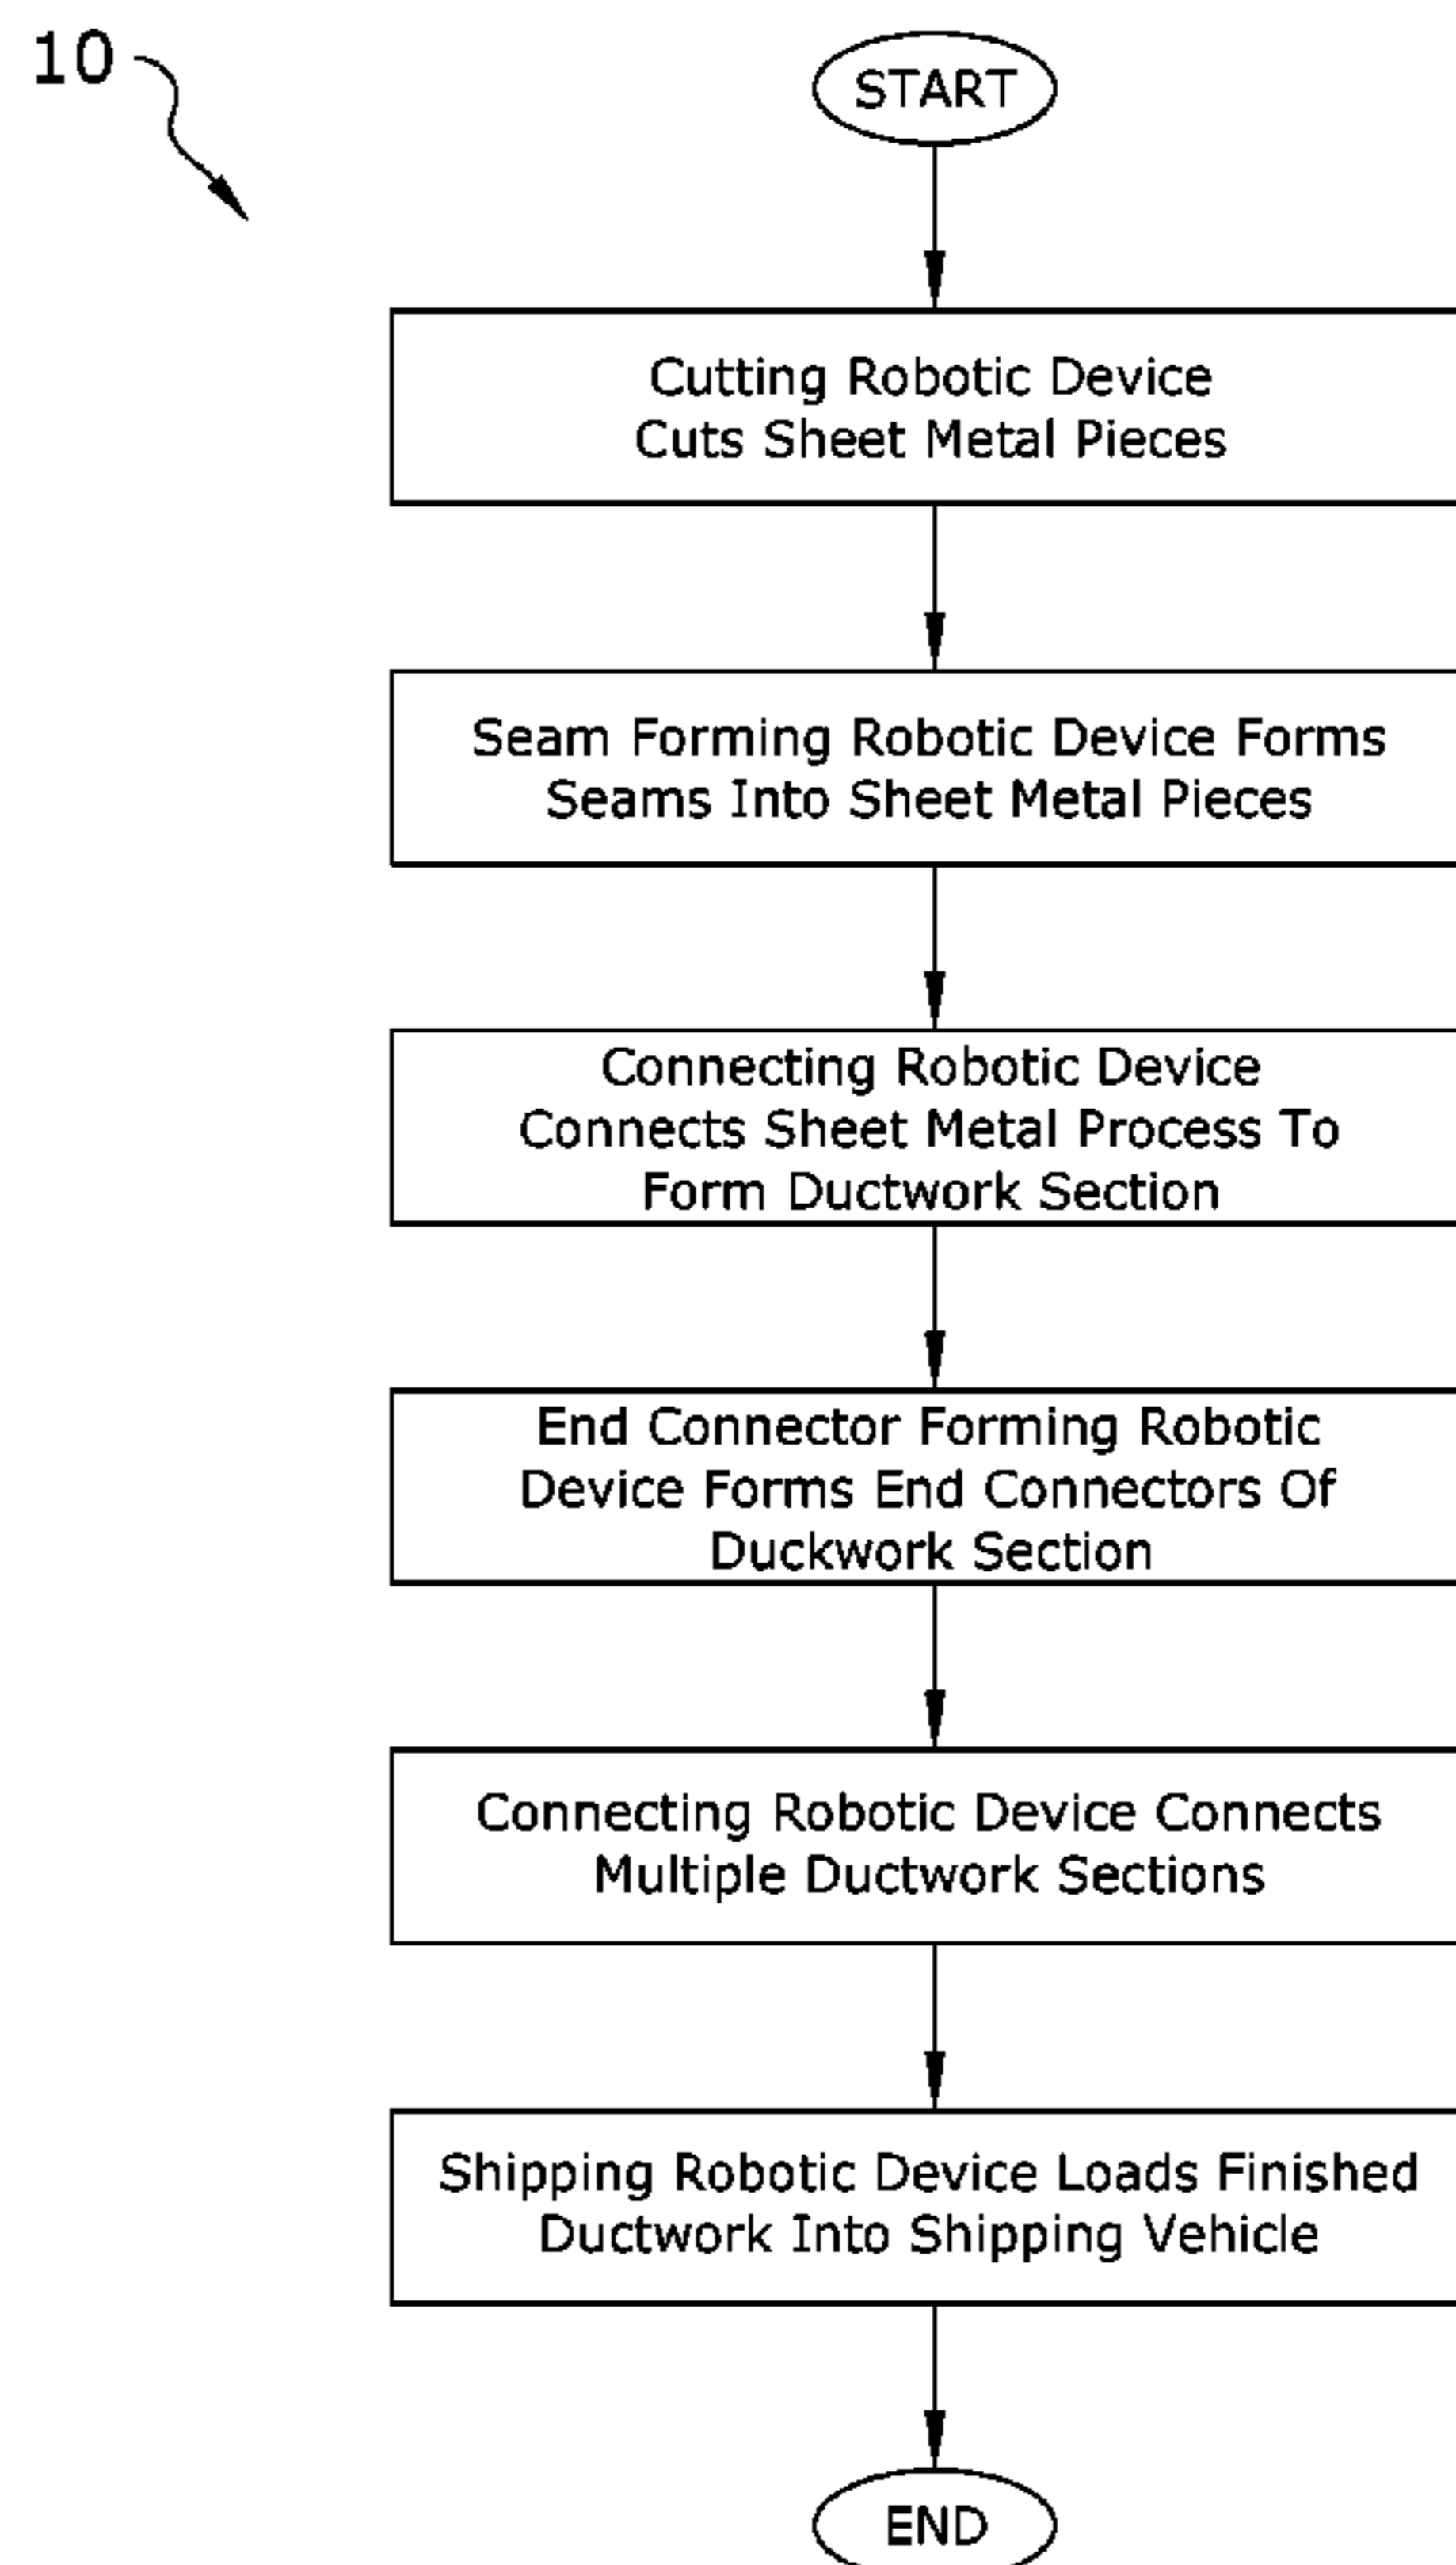 10
START
Cutting Robotic Device
Cuts Sheet Metal Pieces
Seam Forming Robotic Device Forms
Seams Into Sheet Metal Pieces
Connecting Robotic Device
Connects Sheet Metal Process To
Form Ductwork Section
End Connector Forming Robotic
Device Forms End Connectors Of
Duckwork Section
Connecting Robotic Device Connects
Multiple Ductwork Sections
Shipping Robotic Device Loads Finished
Ductwork Into Shipping Vehicle
END